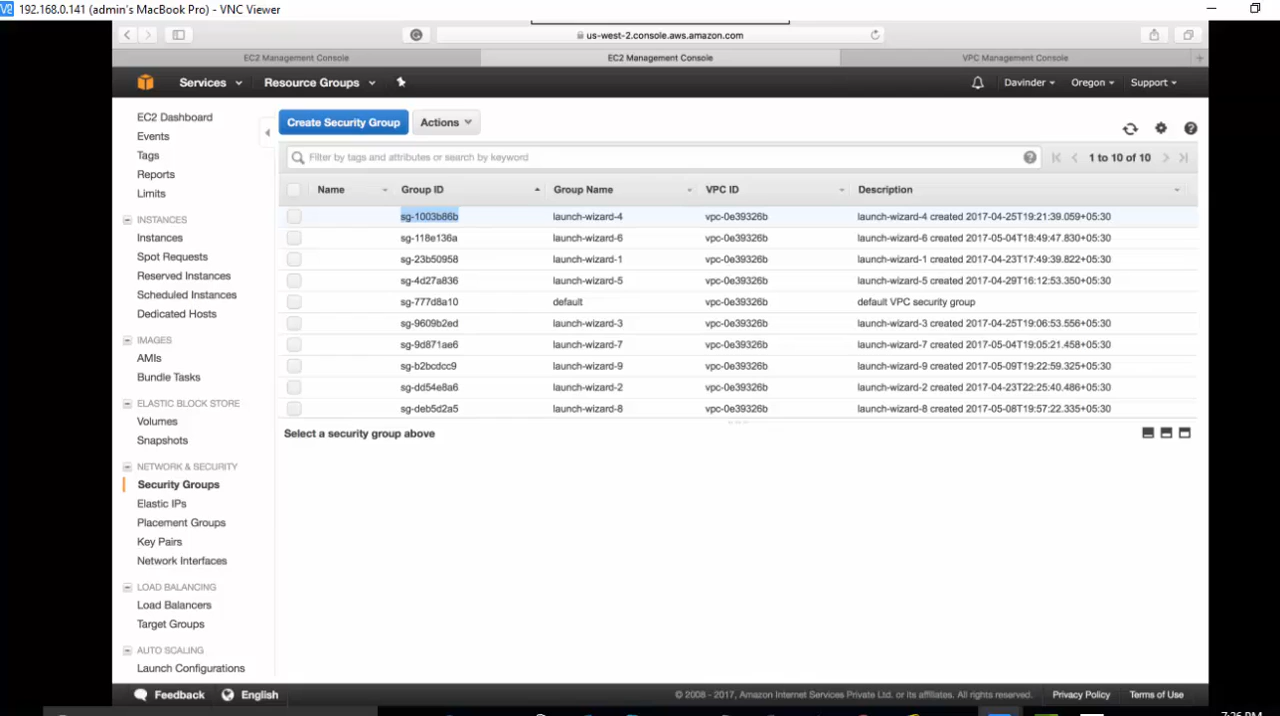 192.168.0.141 (admin's MacBook Pro) - VNC Viewer
us-west-2.console.aws.amazon.com
EC2 Management Console EC2 Management Console VPC Management Console
Services Resource Groups Davinder Oregon Support
EC2 Dashboard
Events
Tags
Reports
Limits
INSTANCES
Instances
Spot Requests
Reserved Instances
Scheduled Instances
Dedicated Hosts
IMAGES
AMIs
Bundle Tasks
ELASTIC BLOCK STORE
Volumes
Snapshots
NETWORK & SECURITY
Security Groups
Elastic IPs
Placement Groups
Key Pairs
Network Interfaces
LOAD BALANCING
Load Balancers
Target Groups
AUTO SCALING
Launch Configurations
Create Security Group Actions
Filter by tags and attributes or search by keyword 1 to 10 of 10
Name Group ID Group Name VPC ID Description
sg-1003b86b launch-wizard-4 vpc-0e39326b launch-wizard-4 created 2017-04-25T19:21:39.059+05:30
sg-118e136a launch-wizard-6 vpc-0e39326b launch-wizard-6 created 2017-05-04T18:49:47.830+05:30
sg-23b50958 launch-wizard-1 vpc-0e39326b launch-wizard-1 created 2017-04-23T17:49:39.822+05:30
sg-4d27a836 launch-wizard-5 vpc-0e39326b launch-wizard-5 created 2017-04-29T16:12:53.350+05:30
sg-777d8a10 default vpc-0e39326b default VPC security group
sg-9609b2ed launch-wizard-3 vpc-0e39326b launch-wizard-3 created 2017-04-25T19:06:53.556+05:30
sg-9d871ae6 launch-wizard-7 vpc-0e39326b launch-wizard-7 created 2017-05-04T19:05:21.458+05:30
sg-b2bcdcc9 launch-wizard-9 vpc-0e39326b launch-wizard-9 created 2017-05-09T19:22:59.325+05:30
sg-dd54e8a6 launch-wizard-2 vpc-0e39326b launch-wizard-2 created 2017-04-23T22:25:40.486+05:30
sg-deb5d2a5 launch-wizard-8 vpc-0e39326b launch-wizard-8 created 2017-05-08T19:57:22.335+05:30
Select a security group above
Feedback English © 2008 - 2017, Amazon Internet Services Private Ltd. or its affiliates. All rights reserved. Privacy Policy Terms of Use
7:26 PM